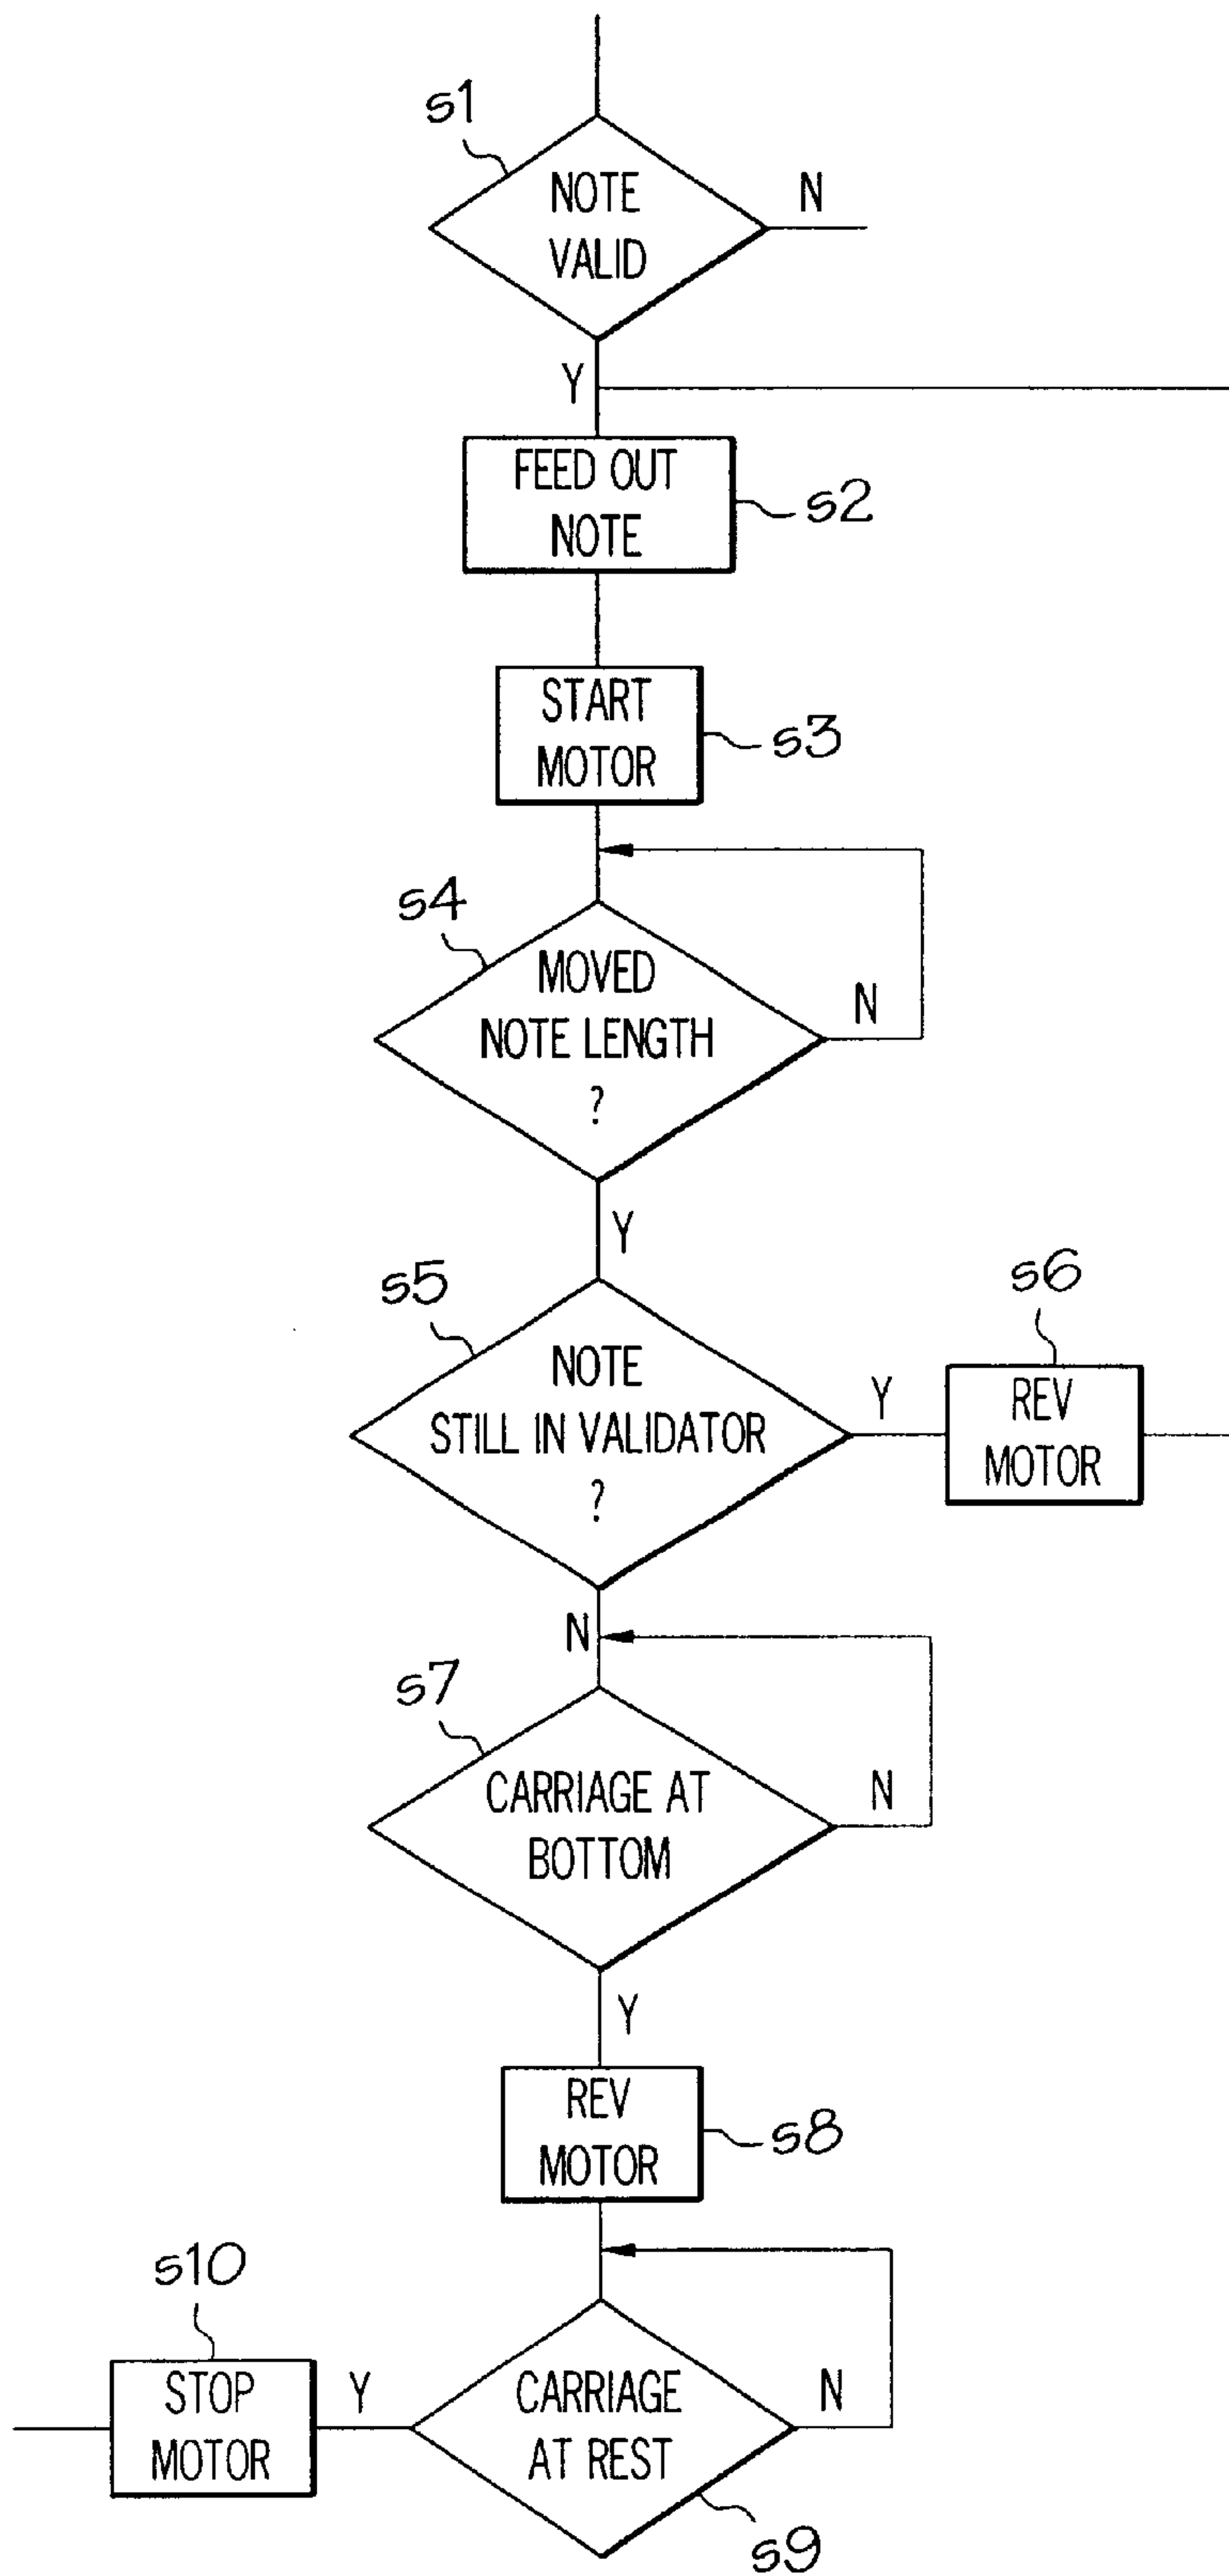 s1
NOTE
VALID
N
Y
FEED OUT
NOTE
s2
START
MOTOR
s3
s4
MOVED
NOTE LENGTH
?
N
Y
s5
NOTE
STILL IN VALIDATOR
?
Y
s6
REV
MOTOR
N
s7
CARRIAGE AT
BOTTOM
N
Y
REV
MOTOR
s8
s10
STOP
MOTOR
Y
CARRIAGE
AT REST
N
s9